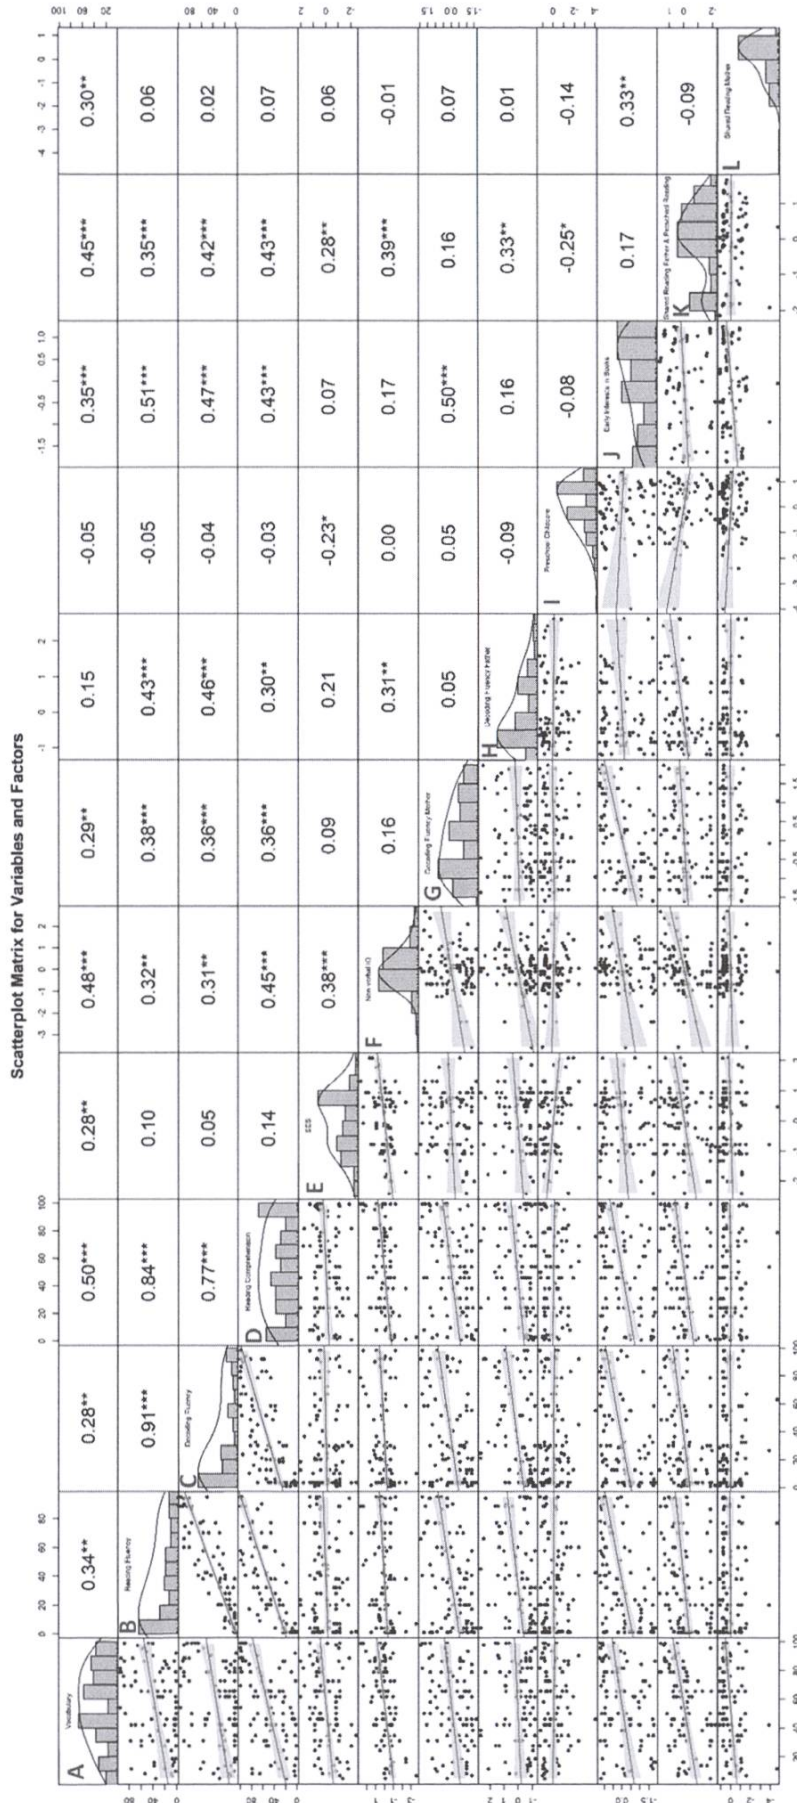 Scatterplot Matrix for Variables and Factors
A Vocabulary 0.34** 0.28** 0.50*** 0.28** 0.48*** 0.29** 0.15 -0.05 0.35*** 0.45*** 0.30**
B Reading Fluency 0.91*** 0.84*** 0.10 0.32** 0.38*** 0.43*** -0.05 0.51*** 0.35*** 0.06
C Decoding Fluency 0.77*** 0.05 0.31** 0.36*** 0.46*** -0.04 0.47*** 0.42*** 0.02
D Reading Comprehension 0.14 0.45*** 0.36*** 0.30** -0.03 0.43*** 0.43*** 0.07
E SES 0.38*** 0.09 0.21 -0.23* 0.07 0.28** 0.06
F Non-verbal IQ 0.16 0.31** 0.00 0.17 0.39*** -0.01
G Decoding Fluency Mother 0.05 0.05 0.50*** 0.16 0.07
H Decoding Fluency Father -0.09 0.16 0.33** 0.01
I Preschool Childcare -0.08 -0.25* -0.14
J Early Interests in Books 0.17 0.33**
K Shared Reading Father & Preschool Reading -0.09
L Shared Reading Mother